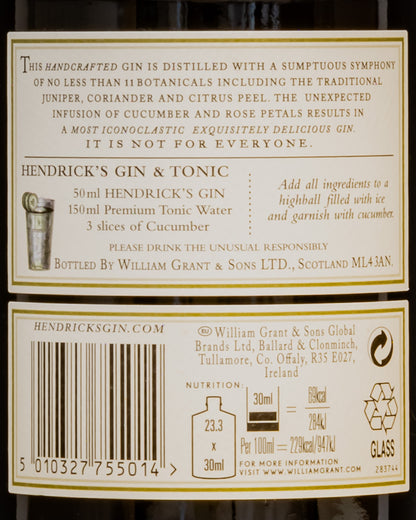 THIS HANDCRAFTED GIN IS DISTILLED WITH A SUMPTUOUS SYMPHONY
OF NO LESS THAN 11 BOTANICALS INCLUDING THE TRADITIONAL
JUNIPER, CORIANDER AND CITRUS PEEL. THE UNEXPECTED
INFUSION OF CUCUMBER AND ROSE PETALS RESULTS IN
A MOST ICONOCLASTIC EXQUISITELY DELICIOUS GIN.
IT IS NOT FOR EVERYONE.
HENDRICK'S GIN & TONIC
50ml HENDRICK'S GIN
150ml Premium Tonic Water
3 slices of Cucumber
Add all ingredients to a
highball filled with ice
and garnish with cucumber.
PLEASE DRINK THE UNUSUAL RESPONSIBLY
BOTTLED BY WILLIAM GRANT & SONS LTD., SCOTLAND ML4 3AN.
HENDRICKSGIN.COM
5 010327 755014 >
EU William Grant & Sons Global
Brands Ltd, Ballard & Clonminch,
Tullamore, Co. Offaly, R35 E027,
Ireland
NUTRITION:
23.3
x
30ml
30ml = 69kcal
284kJ
Per 100ml = 229kcal/947kJ
FOR MORE INFORMATION
VISIT WWW.WILLIAMGRANT.COM
GLASS
283744